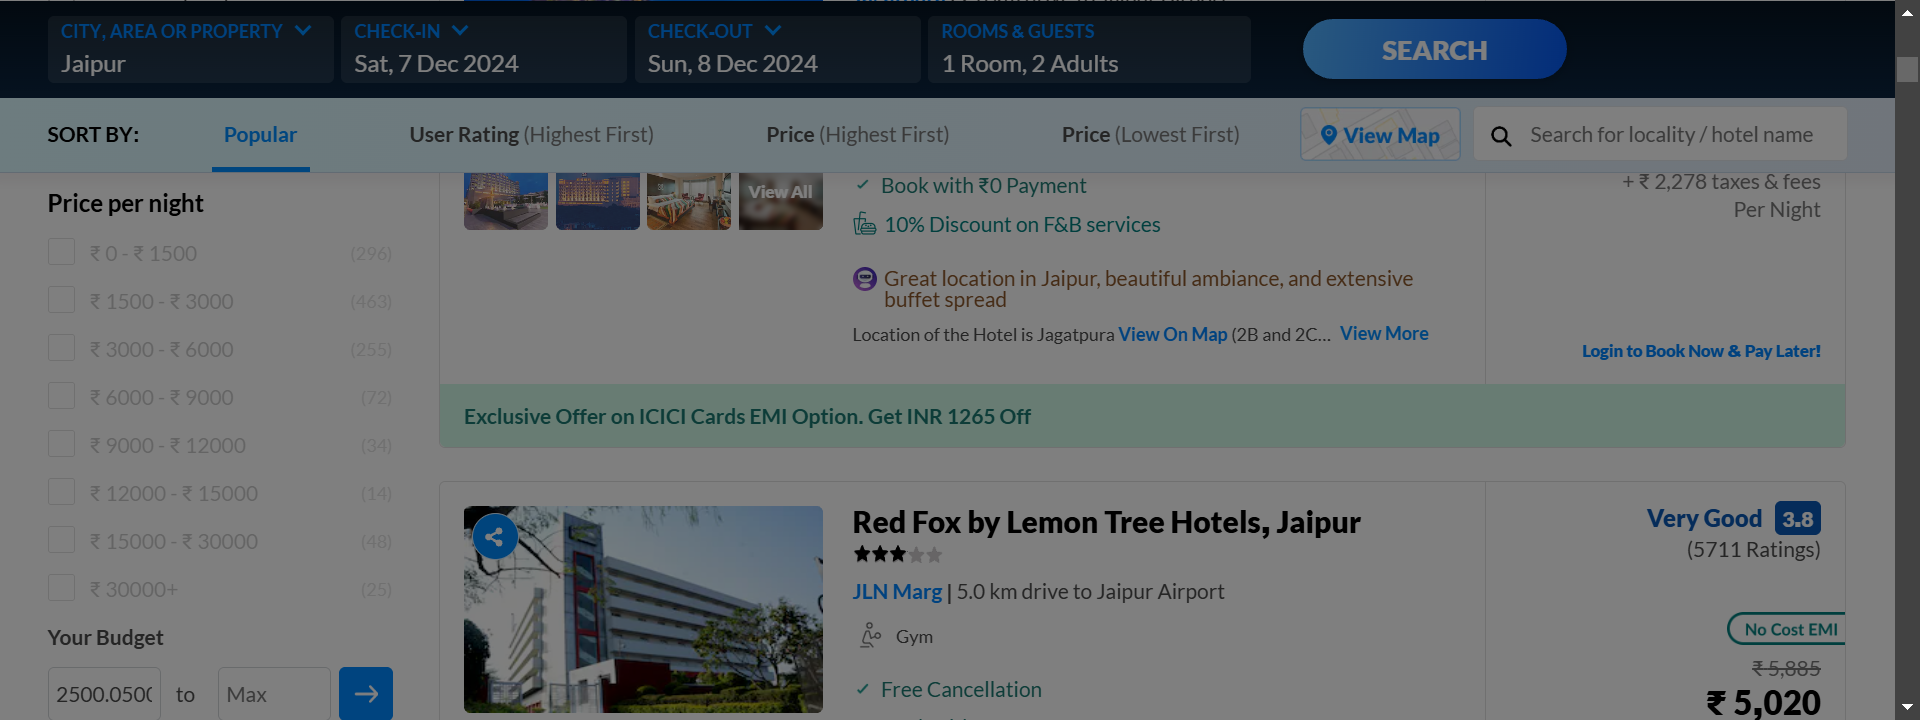 CITY, AREA OR PROPERTY
Jaipur
CHECK-IN
Sat, 7 Dec 2024
CHECK-OUT
Sun, 8 Dec 2024
ROOMS & GUESTS
1 Room, 2 Adults
SEARCH
SORT BY:
Popular
User Rating (Highest First)
Price (Highest First)
Price (Lowest First)
View Map
Search for locality / hotel name
Price per night
₹ 0 - ₹ 1500 (296)
₹ 1500 - ₹ 3000 (463)
₹ 3000 - ₹ 6000 (255)
₹ 6000 - ₹ 9000 (72)
₹ 9000 - ₹ 12000 (34)
₹ 12000 - ₹ 15000 (14)
₹ 15000 - ₹ 30000 (48)
₹ 30000+ (25)
Your Budget
2500.0500 to Max
View All
Book with ₹0 Payment
10% Discount on F&B services
Great location in Jaipur, beautiful ambiance, and extensive
buffet spread
Location of the Hotel is Jagatpura View On Map (2B and 2C... View More
+ ₹ 2,278 taxes & fees
Per Night
Login to Book Now & Pay Later!
Exclusive Offer on ICICI Cards EMI Option. Get INR 1265 Off
Red Fox by Lemon Tree Hotels, Jaipur
JLN Marg | 5.0 km drive to Jaipur Airport
Gym
Free Cancellation
Very Good 3.8
(5711 Ratings)
No Cost EMI
₹ 5,885
₹ 5,020